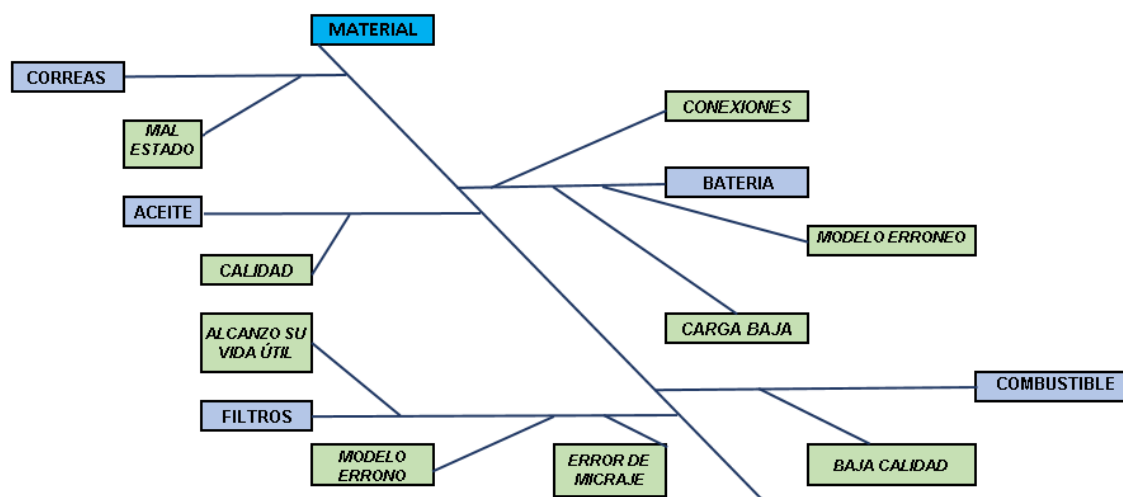 MATERIAL
CORREAS
MAL
ESTADO
CONEXIONES
BATERIA
ACEITE
MODELO ERRONEO
CALIDAD
CARGA BAJA
ALCANZO SU
VIDA ÚTIL
COMBUSTIBLE
FILTROS
MODELO
ERRONO
ERROR DE
MICRAJE
BAJA CALIDAD